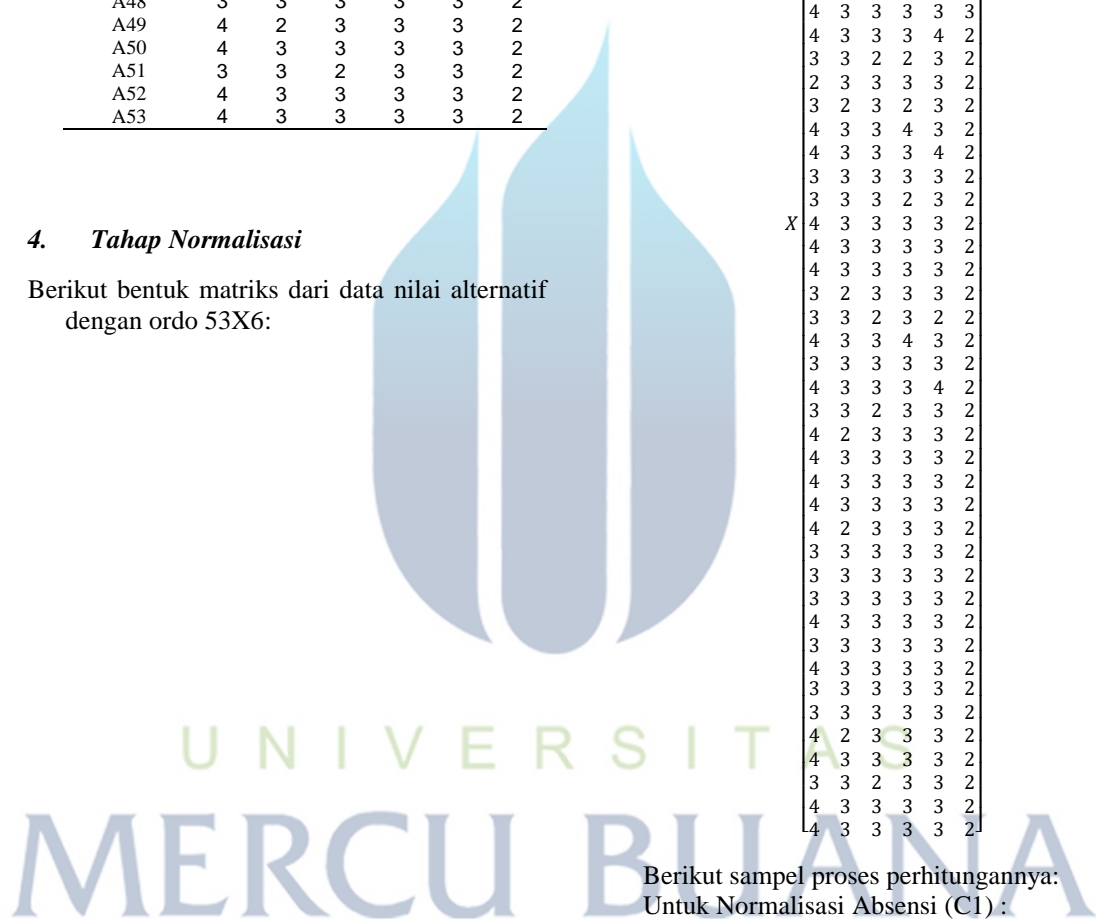 A48 3 3 3 3 3 2
A49 4 2 3 3 3 2
A50 4 3 3 3 3 2
A51 3 3 2 3 3 2
A52 4 3 3 3 3 2
A53 4 3 3 3 3 2
4. Tahap Normalisasi
Berikut bentuk matriks dari data nilai alternatif
dengan ordo 53X6:
4 3 3 3 3 3
4 3 3 3 4 2
3 3 2 2 3 2
2 3 3 3 3 2
3 2 3 2 3 2
4 3 3 4 3 2
4 3 3 3 4 2
3 3 3 3 3 2
3 3 3 2 3 2
X 4 3 3 3 3 2
4 3 3 3 3 2
4 3 3 3 3 2
3 2 3 3 3 2
3 3 2 3 2 2
4 3 3 4 3 2
3 3 3 3 3 2
4 3 3 3 4 2
3 3 2 3 3 2
4 2 3 3 3 2
4 3 3 3 3 2
4 3 3 3 3 2
4 3 3 3 3 2
4 2 3 3 3 2
3 3 3 3 3 2
3 3 3 3 3 2
3 3 3 3 3 2
4 3 3 3 3 2
3 3 3 3 3 2
4 3 3 3 3 2
3 3 3 3 3 2
3 3 3 3 3 2
4 2 3 3 3 2
4 3 3 3 3 2
3 3 2 3 3 2
4 3 3 3 3 2
4 3 3 3 3 2
Berikut sampel proses perhitungannya:
Untuk Normalisasi Absensi (C1) :
UNIVERSITAS
MERCU BUANA